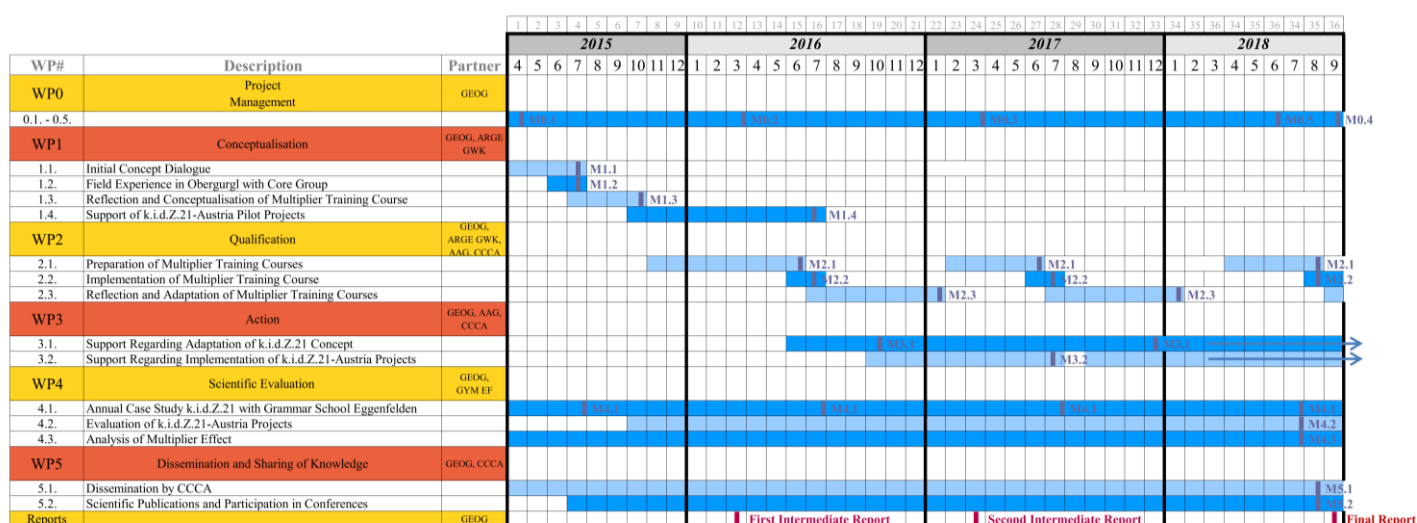 1 2 3 4 5 6 7 8 9 10 11 12 13 14 15 16 17 18 19 20 21 22 23 24 25 26 27 28 29 30 31 32 33 34 34 35 36 34 35 36
2015 2016 2017 2018
WP# Description Partner 4 5 6 7 8 9 10 11 12 1 2 3 4 5 6 7 8 9 10 11 12 1 2 3 4 5 6 7 8 9 10 11 12 1 2 3 4 5 6 7 8 9
WP0 Project Management GEOG
0.1. - 0.5. M0.1 M0.2 M0.3 M0.5 M0.4
WP1 Conceptualisation GEOG, ARGE GWK
1.1. Initial Concept Dialogue M1.1
1.2. Field Experience in Obergurgl with Core Group M1.2
1.3. Reflection and Conceptualisation of Multiplier Training Course M1.3
1.4. Support of k.i.d.Z.21-Austria Pilot Projects M1.4
WP2 Qualification GEOG, ARGE GWK, AAG, CCCA
2.1. Preparation of Multiplier Training Courses M2.1 M2.1 M2.1
2.2. Implementation of Multiplier Training Course M2.2 M2.2 M2.2
2.3. Reflection and Adaptation of Multiplier Training Courses M2.3 M2.3
WP3 Action GEOG, AAG, CCCA
3.1. Support Regarding Adaptation of k.i.d.Z.21 Concept M3.1 M3.1
3.2. Support Regarding Implementation of k.i.d.Z.21-Austria Projects M3.2
WP4 Scientific Evaluation GEOG, GYM EF
4.1. Annual Case Study k.i.d.Z.21 with Grammar School Eggenfelden M4.1 M4.1 M4.1 M4.1
4.2. Evaluation of k.i.d.Z.21-Austria Projects M4.2
4.3. Analysis of Multiplier Effect M4.3
WP5 Dissemination and Sharing of Knowledge GEOG, CCCA
5.1. Dissemination by CCCA M5.1
5.2. Scientific Publications and Participation in Conferences M5.2
Reports GEOG First Intermediate Report Second Intermediate Report Final Report